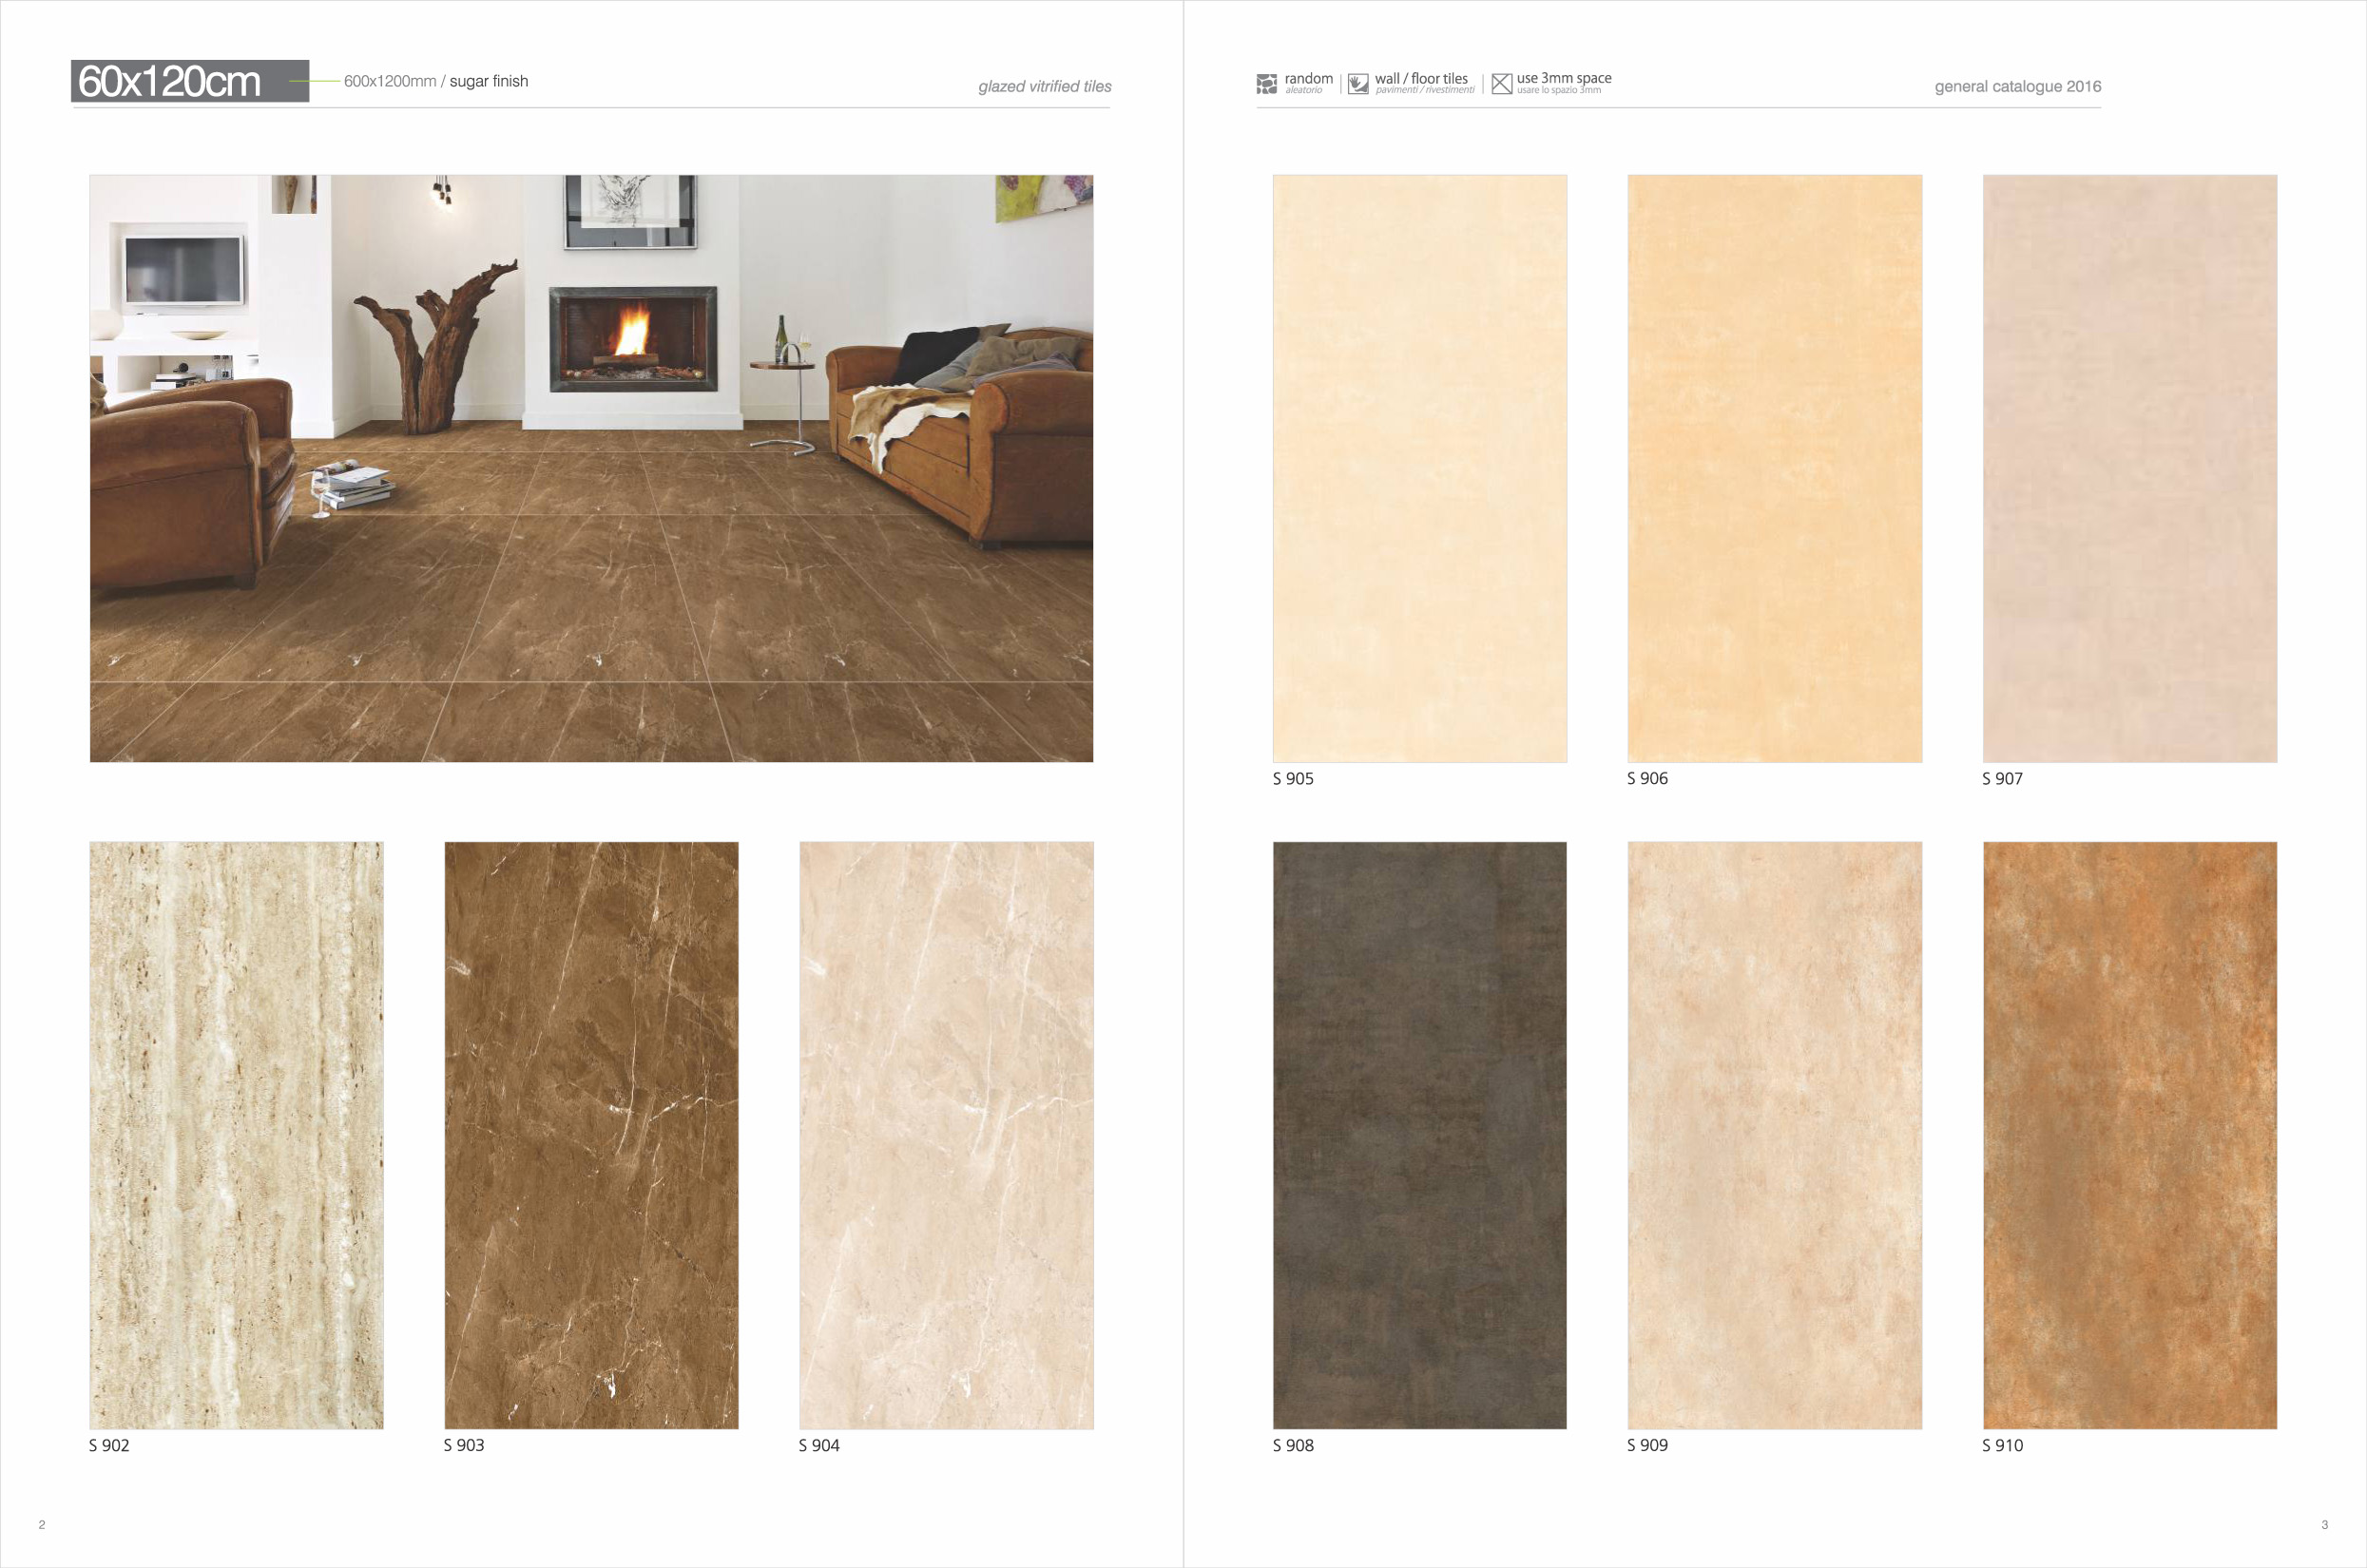 60x120cm
600x1200mm / sugar finish
glazed vitrified tiles
random
aleatorio
wall / floor tiles
pavimenti / rivestimenti
use 3mm space
usare lo spazio 3mm
general catalogue 2016
S 905
S 906
S 907
S 902
S 903
S 904
S 908
S 909
S 910
2
3